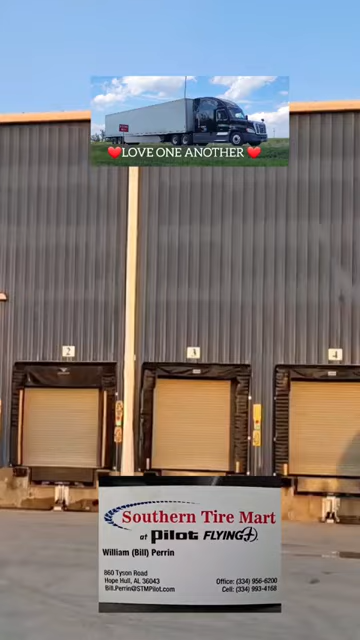 ❤️LOVE ONE ANOTHER❤️
2
3
4
Southern Tire Mart
at Pilot FLYING J
William (Bill) Perrin
860 Tyson Road
Hope Hull, AL 36043
Bill.Perrin@STMPilot.com
Office: (334) 956-6200
Cell: (334) 993-4168